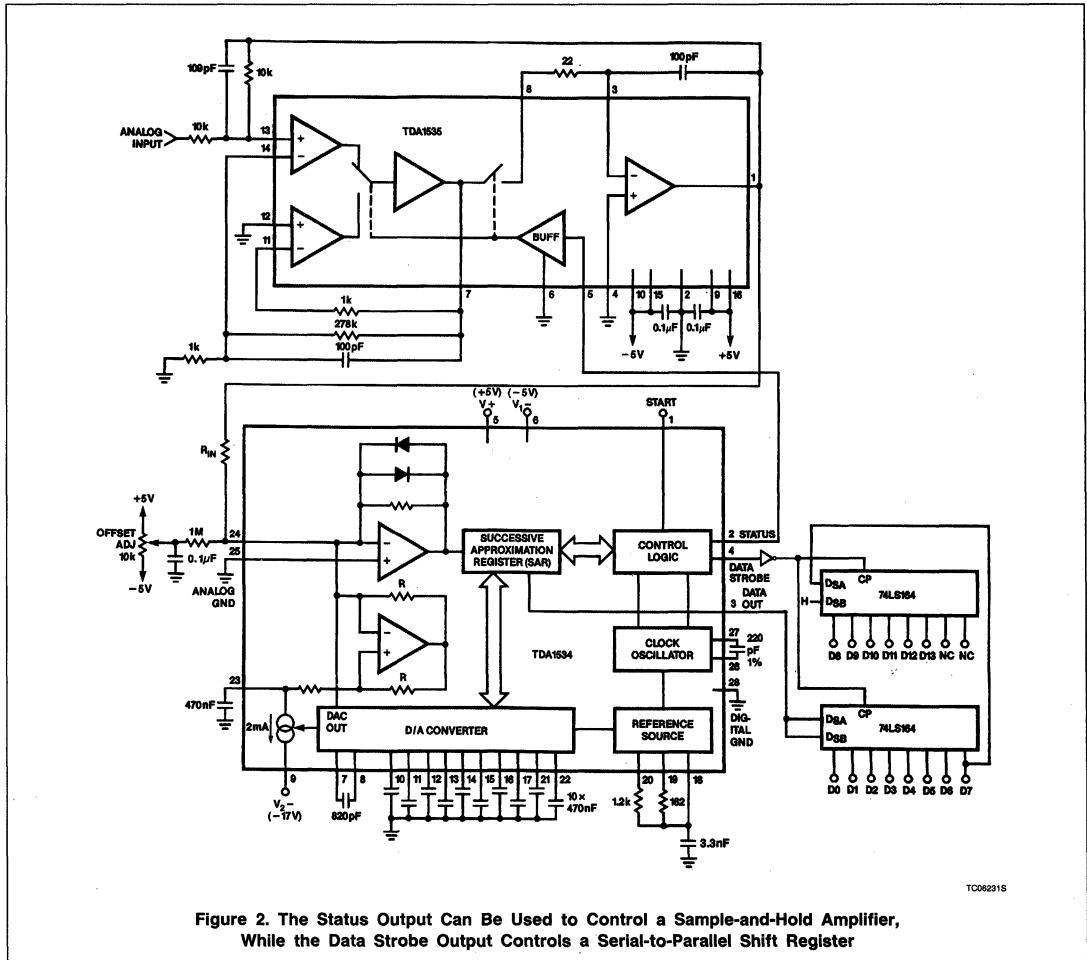 109pF
10k
22
100pF
8
3
ANALOG INPUT
10k
13
14
TDA1535
+
−
1
−
+
12
11
+
−
BUFF
7
6
5
4
10
15
2
9
16
1k
278k
100pF
0.1µF
0.1µF
−5V
+5V
1k
(+5V)
V+
5
(−5V)
V1−
6
START
1
RIN
+5V
OFFSET ADJ 10k
−5V
1M
0.1µF
24
25
ANALOG GND
−
+
SUCCESSIVE APPROXIMATION REGISTER (SAR)
CONTROL LOGIC
2 STATUS
4
DATA STROBE
DATA OUT
3
CP
DSA
H
DSB
74LS164
D8 D9 D10 D11 D12 D13 NC NC
R
−
+
R
TDA1534
CLOCK OSCILLATOR
27
220 pF 1%
26
28
DIGITAL GND
23
470nF
2mA
DAC OUT
D/A CONVERTER
REFERENCE SOURCE
CP
DSA
DSB
74LS164
D0 D1 D2 D3 D4 D5 D6 D7
9
V2−
(−17V)
7
8
820pF
10 11 12 13 14 15 16 17 21 22
10 × 470nF
20
19
18
1.2k
162
3.3nF
TC06231S
Figure 2. The Status Output Can Be Used to Control a Sample-and-Hold Amplifier,
While the Data Strobe Output Controls a Serial-to-Parallel Shift Register